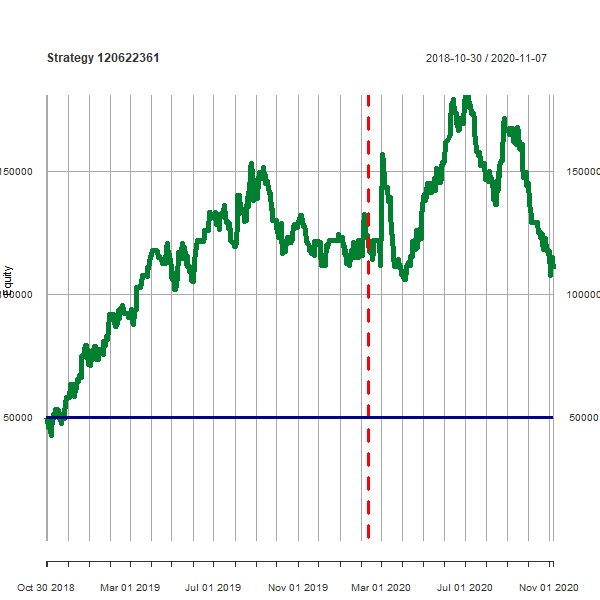 Strategy 120622361
2018-10-30 / 2020-11-07
150000
150000
Equity
100000
100000
50000
50000
Oct 30 2018
Mar 01 2019
Jul 01 2019
Nov 01 2019
Mar 01 2020
Jul 01 2020
Nov 01 2020